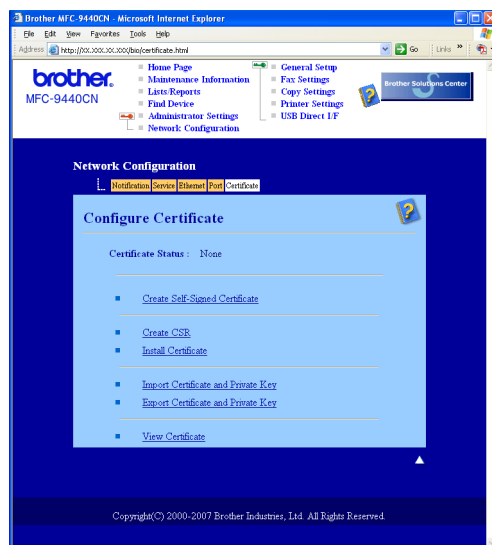 Brother MFC-9440CN - Microsoft Internet Explorer
File Edit View Favorites Tools Help
Address http://XX.XXX.XX.XXX/bio/certificate.html Go Links »
brother.
MFC-9440CN
Home Page
Maintenance Information
Lists/Reports
Find Device
Administrator Settings
Network Configuration
General Setup
Fax Settings
Copy Settings
Printer Settings
USB Direct I/F
Brother Solutions Center
Network Configuration
Notification Service Ethernet Port Certificate
Configure Certificate
Certificate Status : None
Create Self-Signed Certificate
Create CSR
Install Certificate
Import Certificate and Private Key
Export Certificate and Private Key
View Certificate
Copyright(C) 2000-2007 Brother Industries, Ltd. All Rights Reserved.